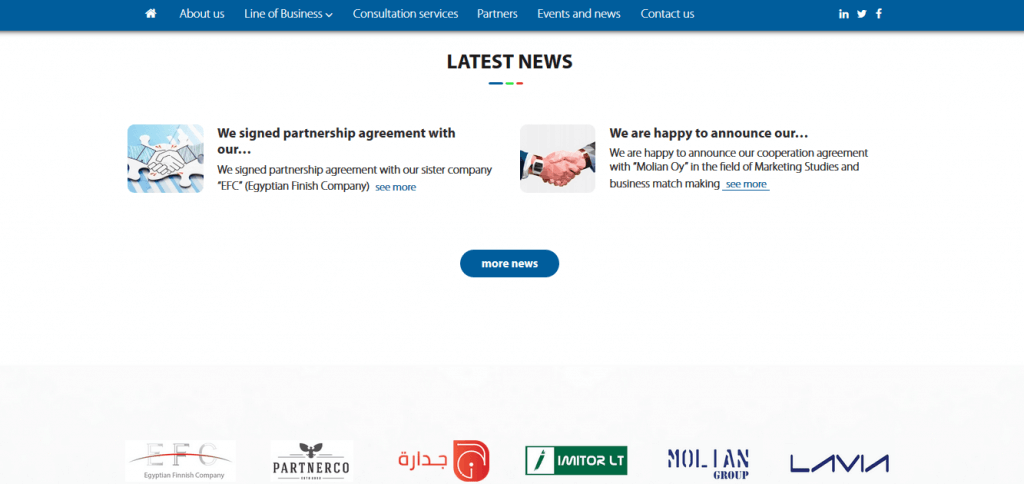 About us Line of Business Consultation services Partners Events and news Contact us
LATEST NEWS
We signed partnership agreement with
our...
We signed partnership agreement with our sister company
"EFC" (Egyptian Finish Company) see more
We are happy to announce our...
We are happy to announce our cooperation agreement
with "Molian Oy" in the field of Marketing Studies and
business match making see more
more news
EFC
Egyptian Finnish Company
PARTNERCO
جدارة
IMITOR LT
MOLIAN
GROUP
LAVIA